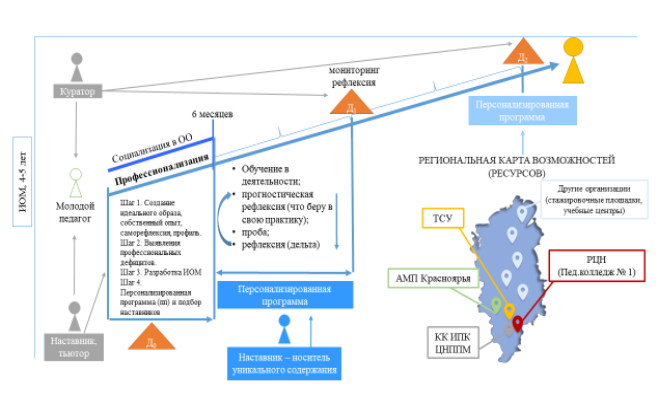 Куратор
мониторинг
рефлексия
Д1
Д2
6 месяцев
Персонализированная
программа
ИОМ, 4-5 лет
Социализация в ОО
Профессионализация
Молодой
педагог
Шаг 1. Создание
идеального образа,
собственный опыт,
саморефлексия, профиль.
Шаг 2. Выявления
профессиональных
дефицитов.
Шаг 3. Разработка ИОМ
Шаг 4.
Персонализированная
программа (пп) и подбор
наставников
• Обучение в
деятельности;
• прогностическая
рефлексия (что беру в
свою практику);
• проба;
• рефлексия (дельта)
Персонализированная
программа
Наставник,
тьютор
Д0
Наставник – носитель
уникального содержания
РЕГИОНАЛЬНАЯ КАРТА ВОЗМОЖНОСТЕЙ
(РЕСУРСОВ)
Другие организации
(стажировочные площадки,
учебные центры)
ТСУ
РЦН
(Пед.колледж № 1)
АМП Красноярья
КК ИПК
ЦНППМ